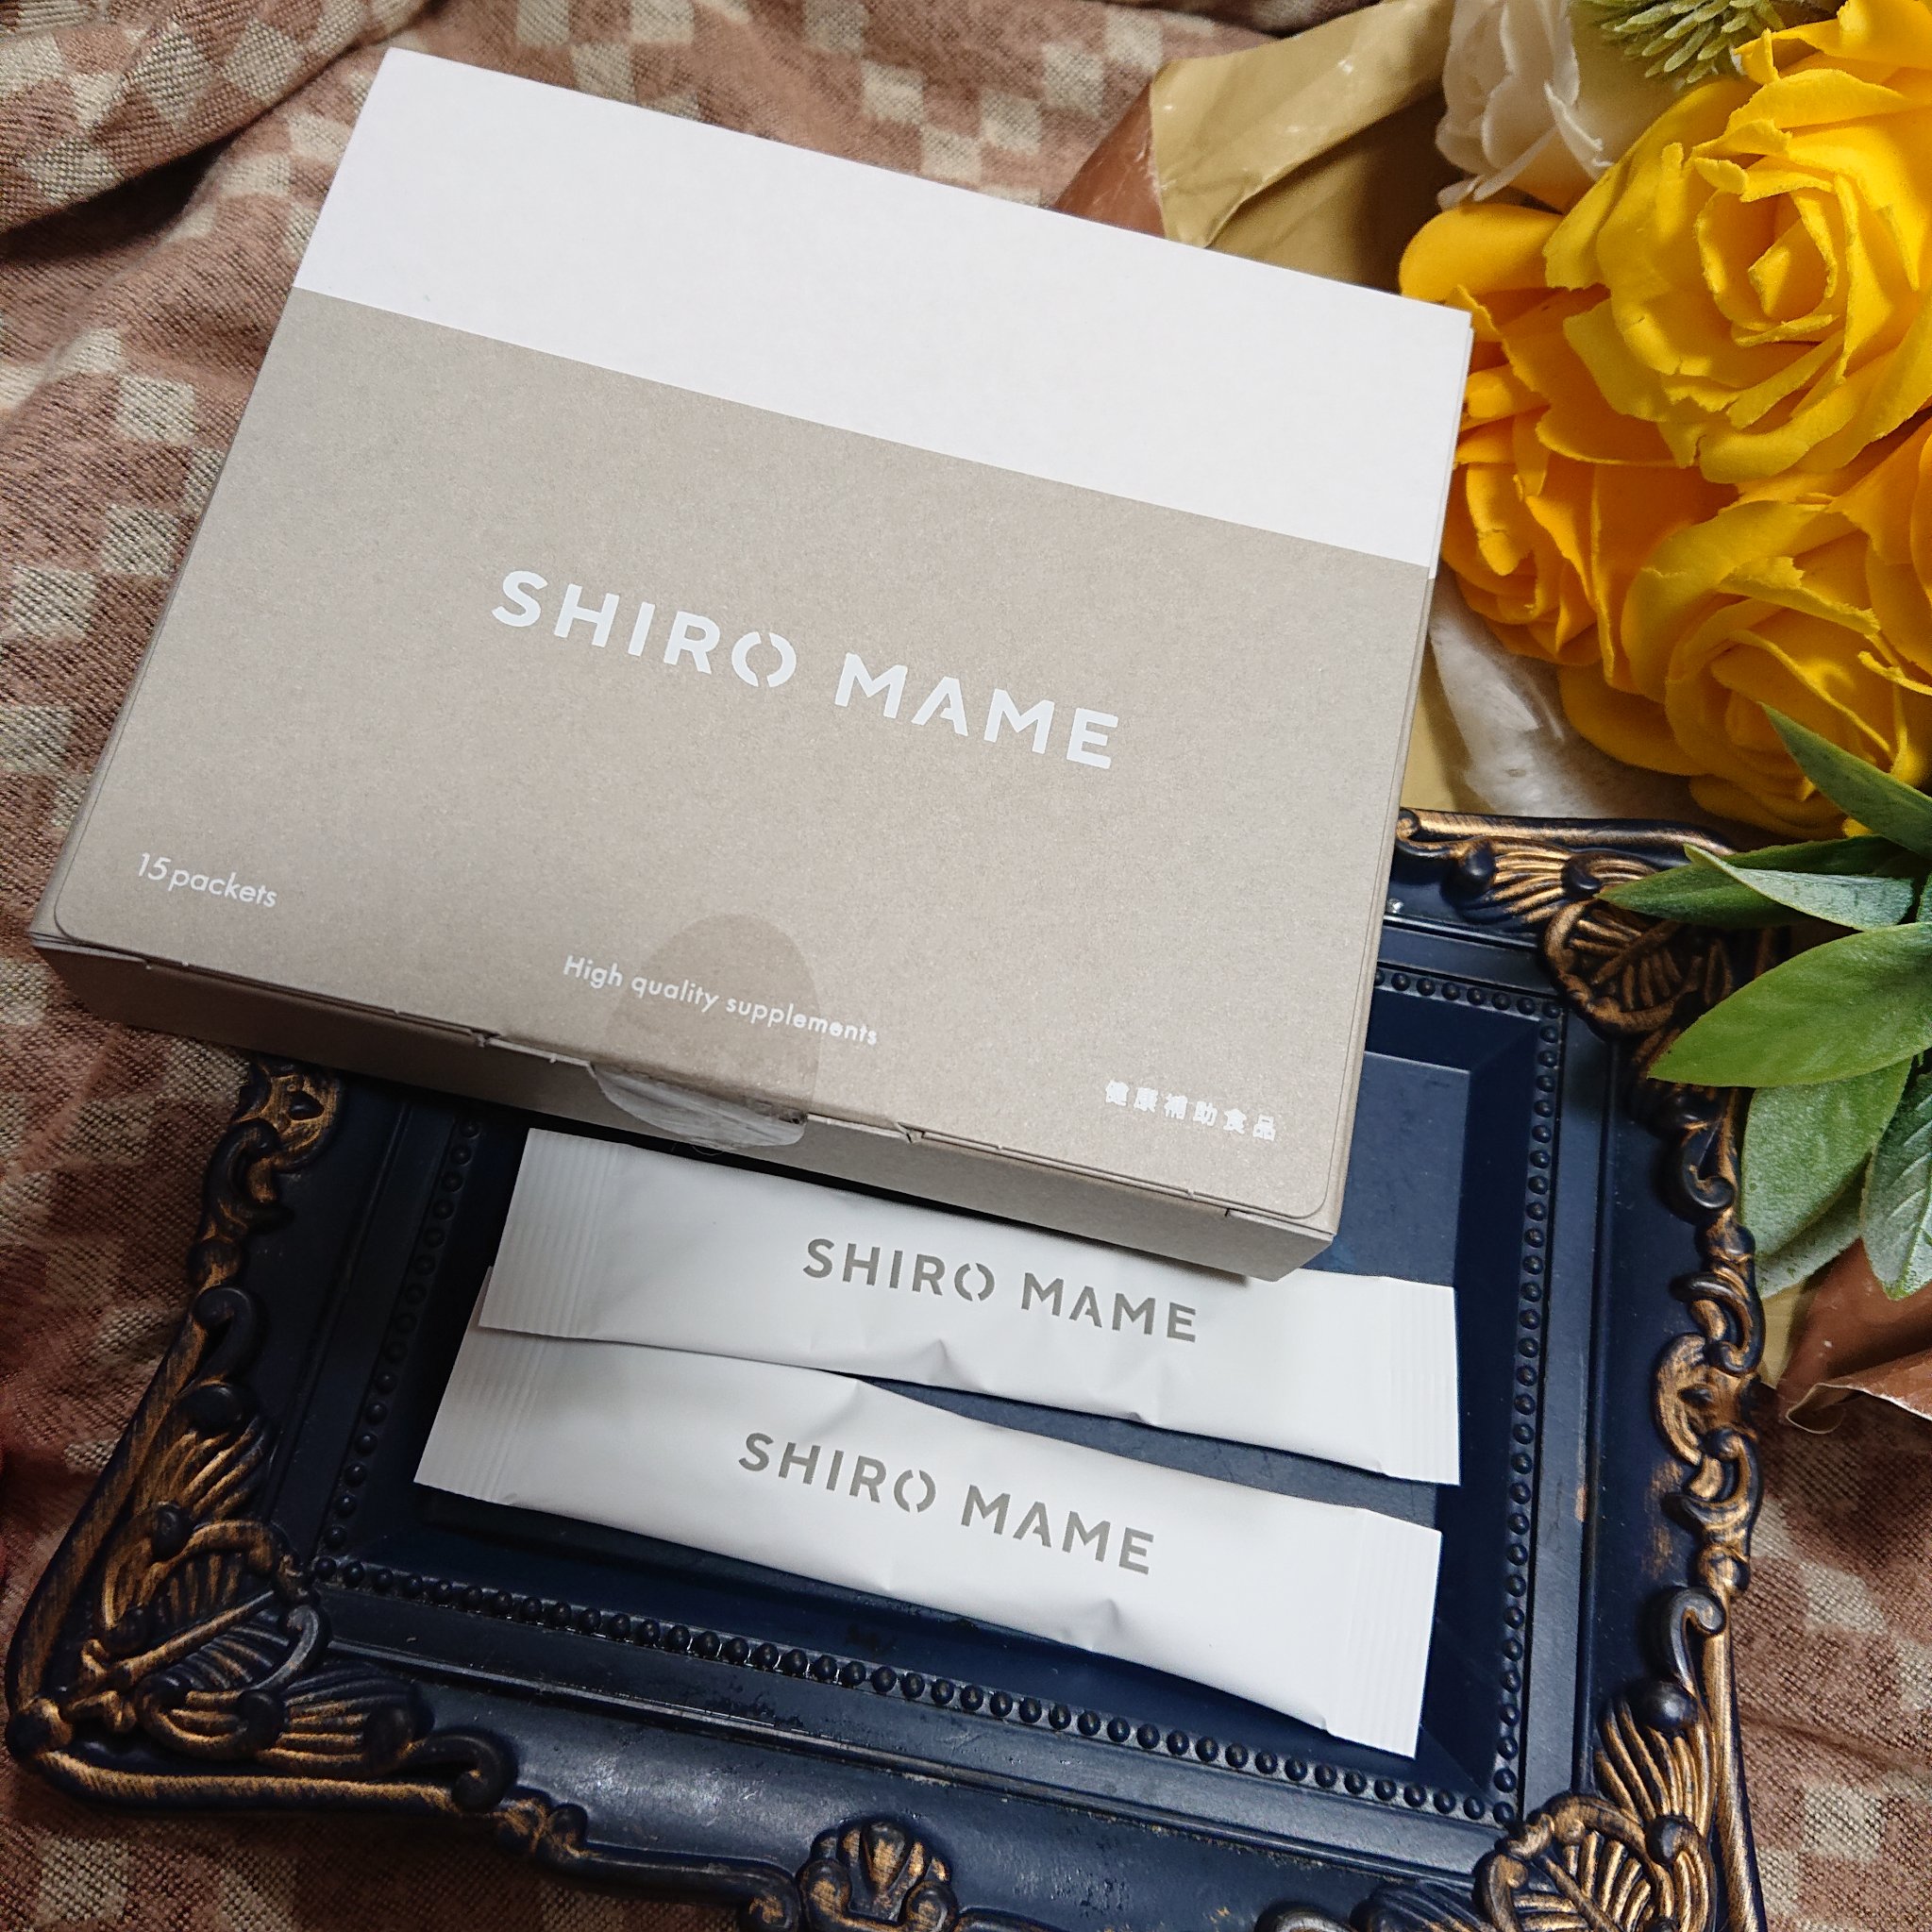 SHIRO MAME
15packets
High quality supplements
健康補助食品
SHIRO MAME
SHIRO MAME